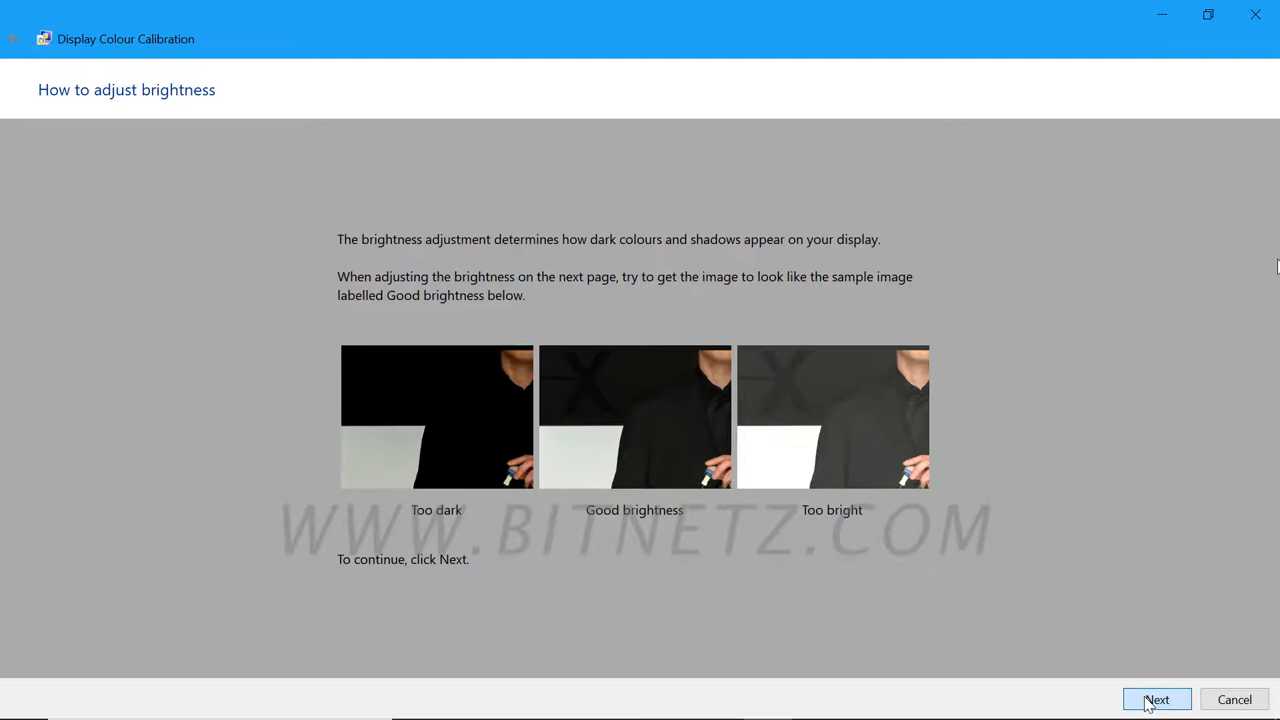 Display Colour Calibration
How to adjust brightness
The brightness adjustment determines how dark colours and shadows appear on your display.
When adjusting the brightness on the next page, try to get the image to look like the sample image
labelled Good brightness below.
Too dark
Good brightness
Too bright
WWW.BITNETZ.COM
To continue, click Next.
Next
Cancel